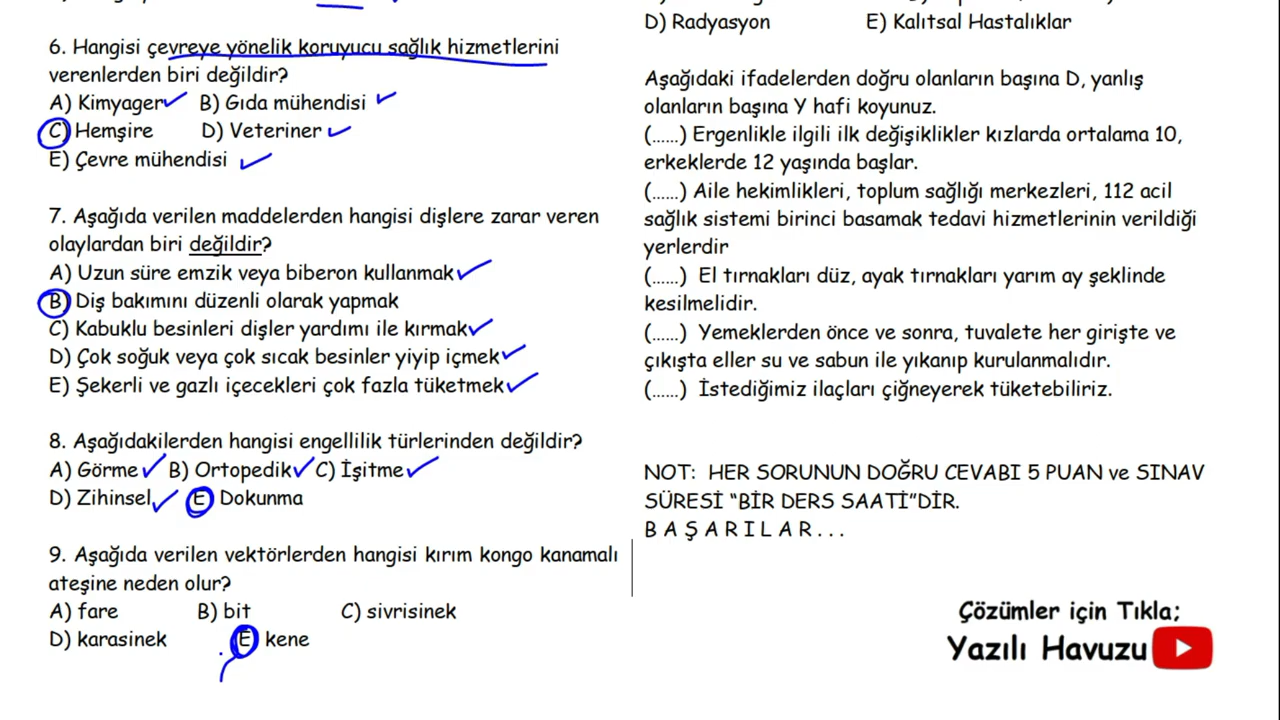 6. Hangisi çevreye yönelik koruyucu sağlık hizmetlerini
verenlerden biri değildir?
A) Kimyager B) Gıda mühendisi
C) Hemşire D) Veteriner
E) Çevre mühendisi
7. Aşağıda verilen maddelerden hangisi dişlere zarar veren
olaylardan biri değildir?
A) Uzun süre emzik veya biberon kullanmak
B) Diş bakımını düzenli olarak yapmak
C) Kabuklu besinleri dişler yardımı ile kırmak
D) Çok soğuk veya çok sıcak besinler yiyip içmek
E) Şekerli ve gazlı içecekleri çok fazla tüketmek
8. Aşağıdakilerden hangisi engellilik türlerinden değildir?
A) Görme B) Ortopedik C) İşitme
D) Zihinsel E) Dokunma
9. Aşağıda verilen vektörlerden hangisi kırım kongo kanamalı
ateşine neden olur?
A) fare B) bit C) sivrisinek
D) karasinek E) kene
D) Radyasyon E) Kalıtsal Hastalıklar
Aşağıdaki ifadelerden doğru olanların başına D, yanlış
olanların başına Y hafi koyunuz.
(......) Ergenlikle ilgili ilk değişiklikler kızlarda ortalama 10,
erkeklerde 12 yaşında başlar.
(......) Aile hekimlikleri, toplum sağlığı merkezleri, 112 acil
sağlık sistemi birinci basamak tedavi hizmetlerinin verildiği
yerlerdir
(......) El tırnakları düz, ayak tırnakları yarım ay şeklinde
kesilmelidir.
(......) Yemeklerden önce ve sonra, tuvalete her girişte ve
çıkışta eller su ve sabun ile yıkanıp kurulanmalıdır.
(......) İstediğimiz ilaçları çiğneyerek tüketebiliriz.
NOT: HER SORUNUN DOĞRU CEVABI 5 PUAN ve SINAV
SÜRESİ “BİR DERS SAATİ”DİR.
B A Ş A R I L A R . . .
Çözümler için Tıkla;
Yazılı Havuzu